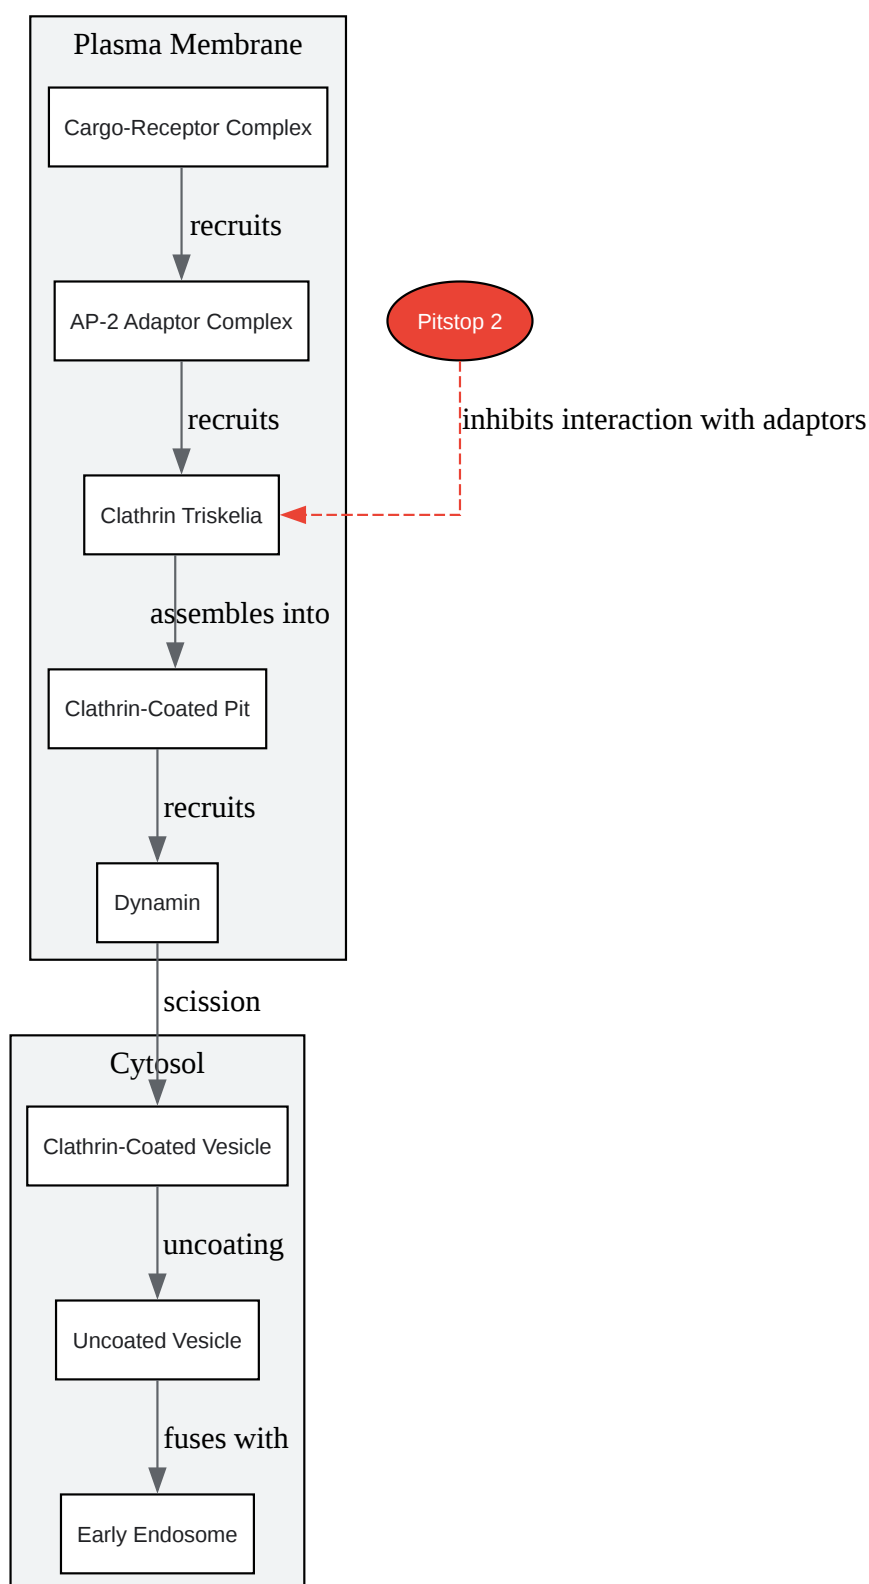 Plasma Membrane
Cargo-Receptor Complex
recruits
AP-2 Adaptor Complex
Pitstop 2
recruits
inhibits interaction with adaptors
Clathrin Triskelia
assembles into
Clathrin-Coated Pit
recruits
Dynamin
scission
Cytosol
Clathrin-Coated Vesicle
uncoating
Uncoated Vesicle
fuses with
Early Endosome